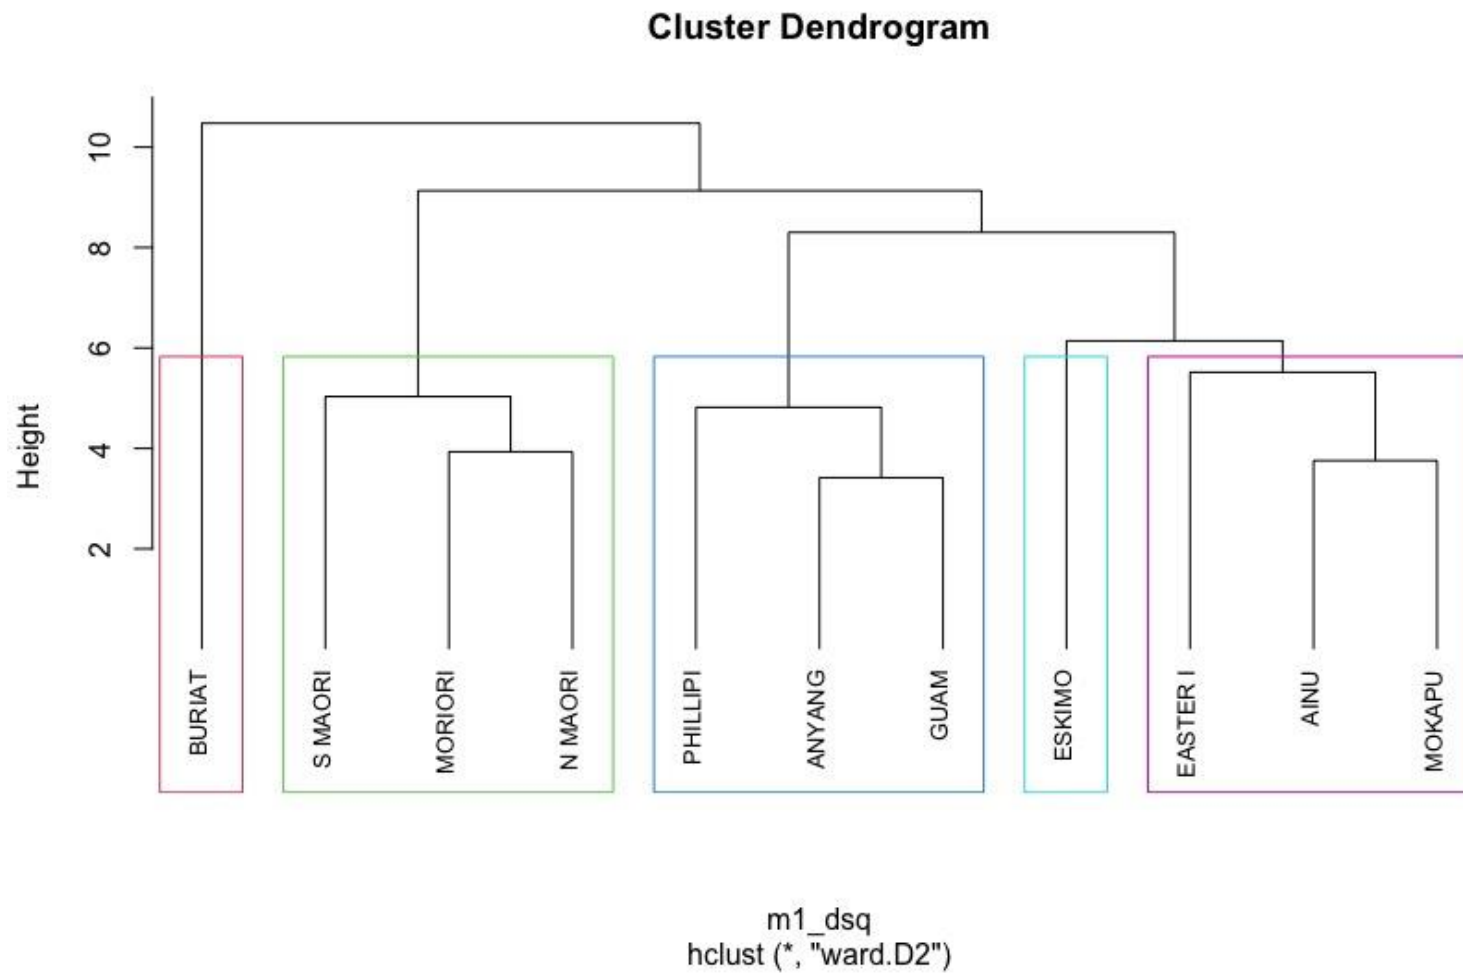 Cluster Dendrogram
10
8
6
4
2
Height
BURIAT
S MAORI
MORIORI
N MAORI
PHILLIPI
ANYANG
GUAM
ESKIMO
EASTER I
AINU
MOKAPU
m1_dsq
hclust (*, "ward.D2")